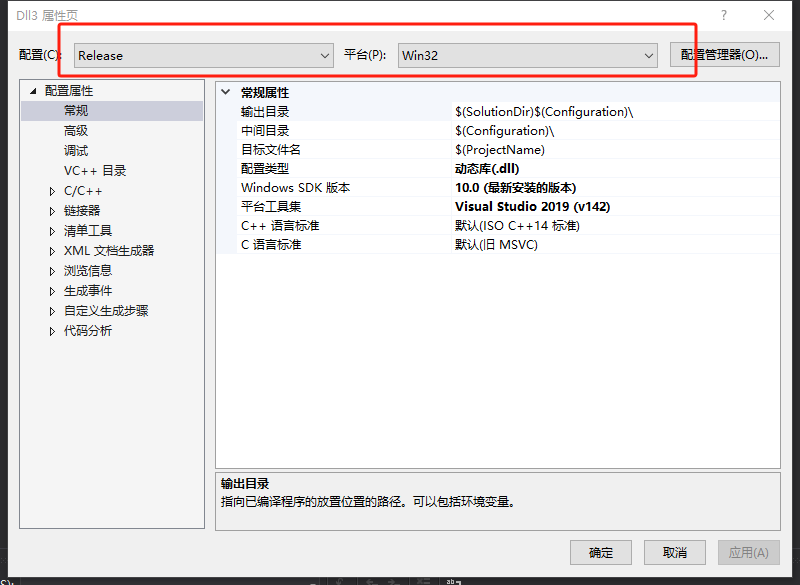 Dll3 属性页
配置(C): Release 平台(P): Win32 配置管理器(O)...
配置属性
常规
高级
调试
VC++ 目录
C/C++
链接器
清单工具
XML 文档生成器
浏览信息
生成事件
自定义生成步骤
代码分析
常规属性
输出目录 $(SolutionDir)$(Configuration)\
中间目录 $(Configuration)\
目标文件名 $(ProjectName)
配置类型 动态库(.dll)
Windows SDK 版本 10.0 (最新安装的版本)
平台工具集 Visual Studio 2019 (v142)
C++ 语言标准 默认(ISO C++14 标准)
C 语言标准 默认(旧 MSVC)
输出目录
指向已编译程序的放置位置的路径。可以包括环境变量。
确定 取消 应用(A)